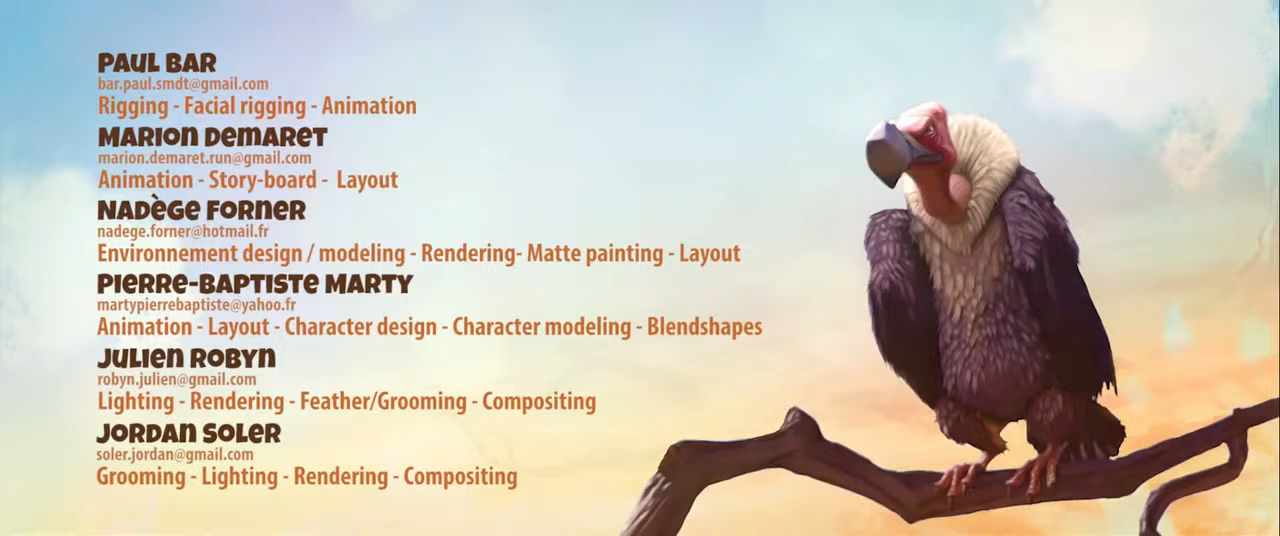 Paul Bar
bar.paul.smdt@gmail.com
Rigging - Facial rigging - Animation
Marion Demaret
marion.demaret.run@gmail.com
Animation - Story-board - Layout
Nadège Forner
nadege.forner@hotmail.fr
Environnement design / modeling - Rendering- Matte painting - Layout
Pierre-Baptiste Marty
martypierrebaptiste@yahoo.fr
Animation - Layout - Character design - Character modeling - Blendshapes
Julien Robyn
robyn.julien@gmail.com
Lighting - Rendering - Feather/Grooming - Compositing
Jordan Soler
soler.jordan@gmail.com
Grooming - Lighting - Rendering - Compositing